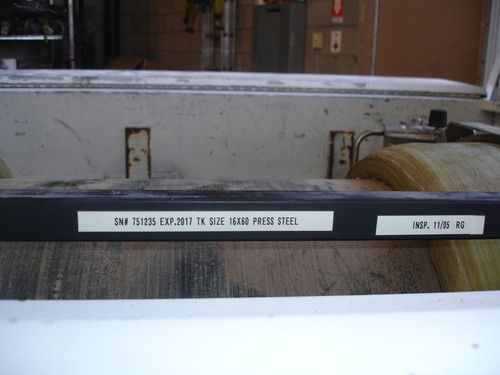 SN# 751235 EXP.2017 TK SIZE 16X60 PRESS STEEL
INSP. 11/05 RG